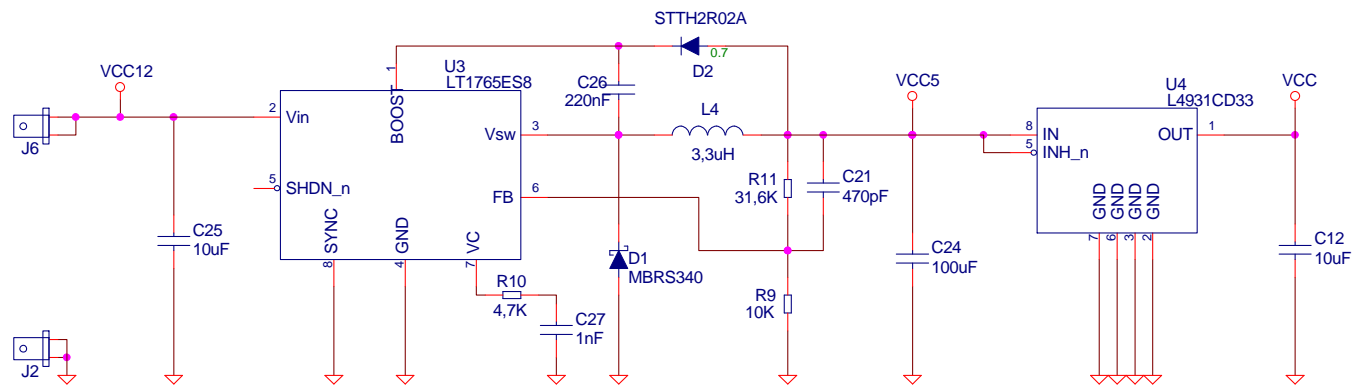 STTH2R02A
0.7
D2
VCC12
U3
LT1765ES8
1
C26
220nF
VCC5
U4
L4931CD33
VCC
J6
2
Vin
BOOST
Vsw
3
L4
3,3uH
8
IN
OUT
1
5
INH_n
5
SHDN_n
FB
6
R11
31,6K
C21
470pF
GND
GND
GND
GND
7
6
3
2
C25
10uF
SYNC
GND
VC
8
4
7
D1
MBRS340
C24
100uF
C12
10uF
R10
4,7K
R9
10K
C27
1nF
J2